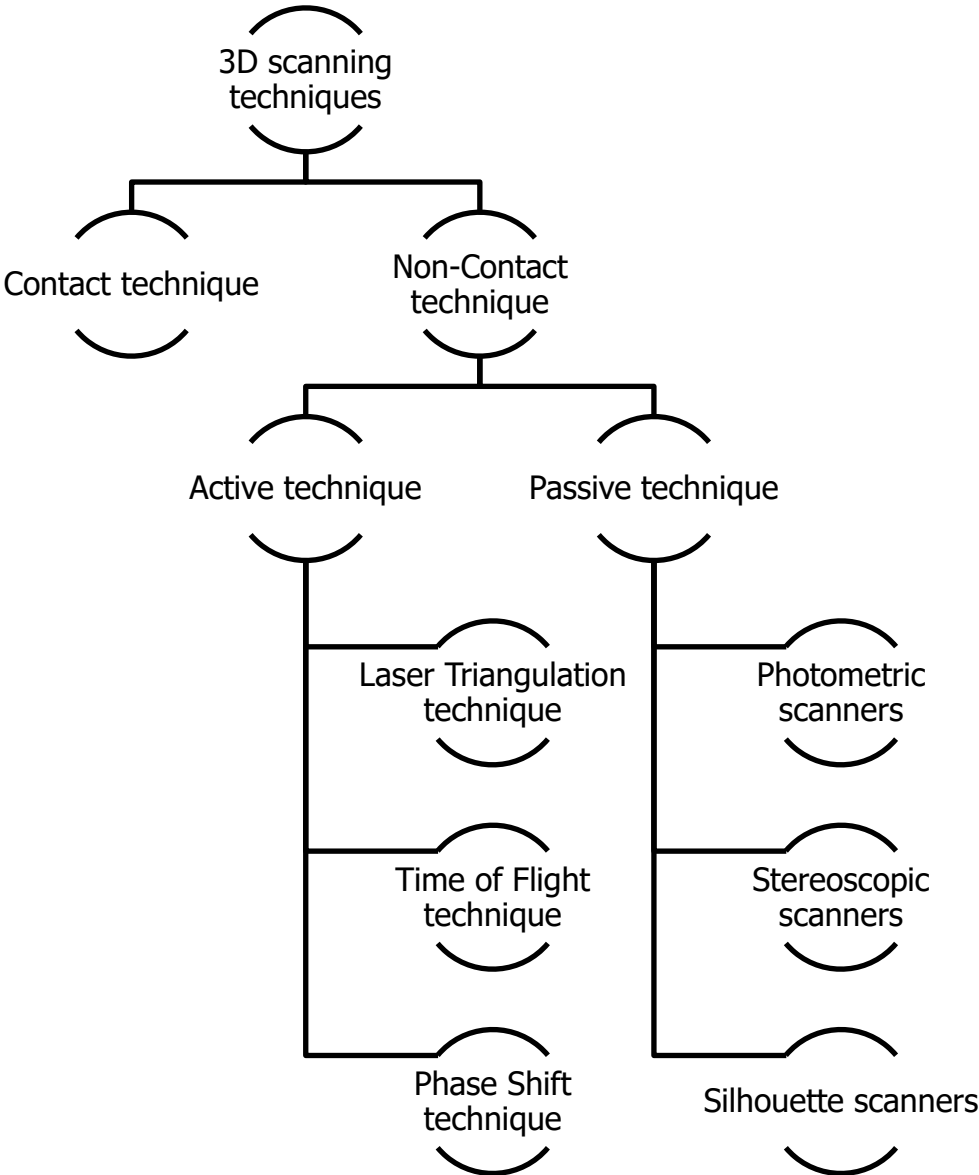 3D scanning
techniques
Contact technique
Non-Contact
technique
Active technique
Passive technique
Laser Triangulation
technique
Photometric
scanners
Time of Flight
technique
Stereoscopic
scanners
Phase Shift
technique
Silhouette scanners